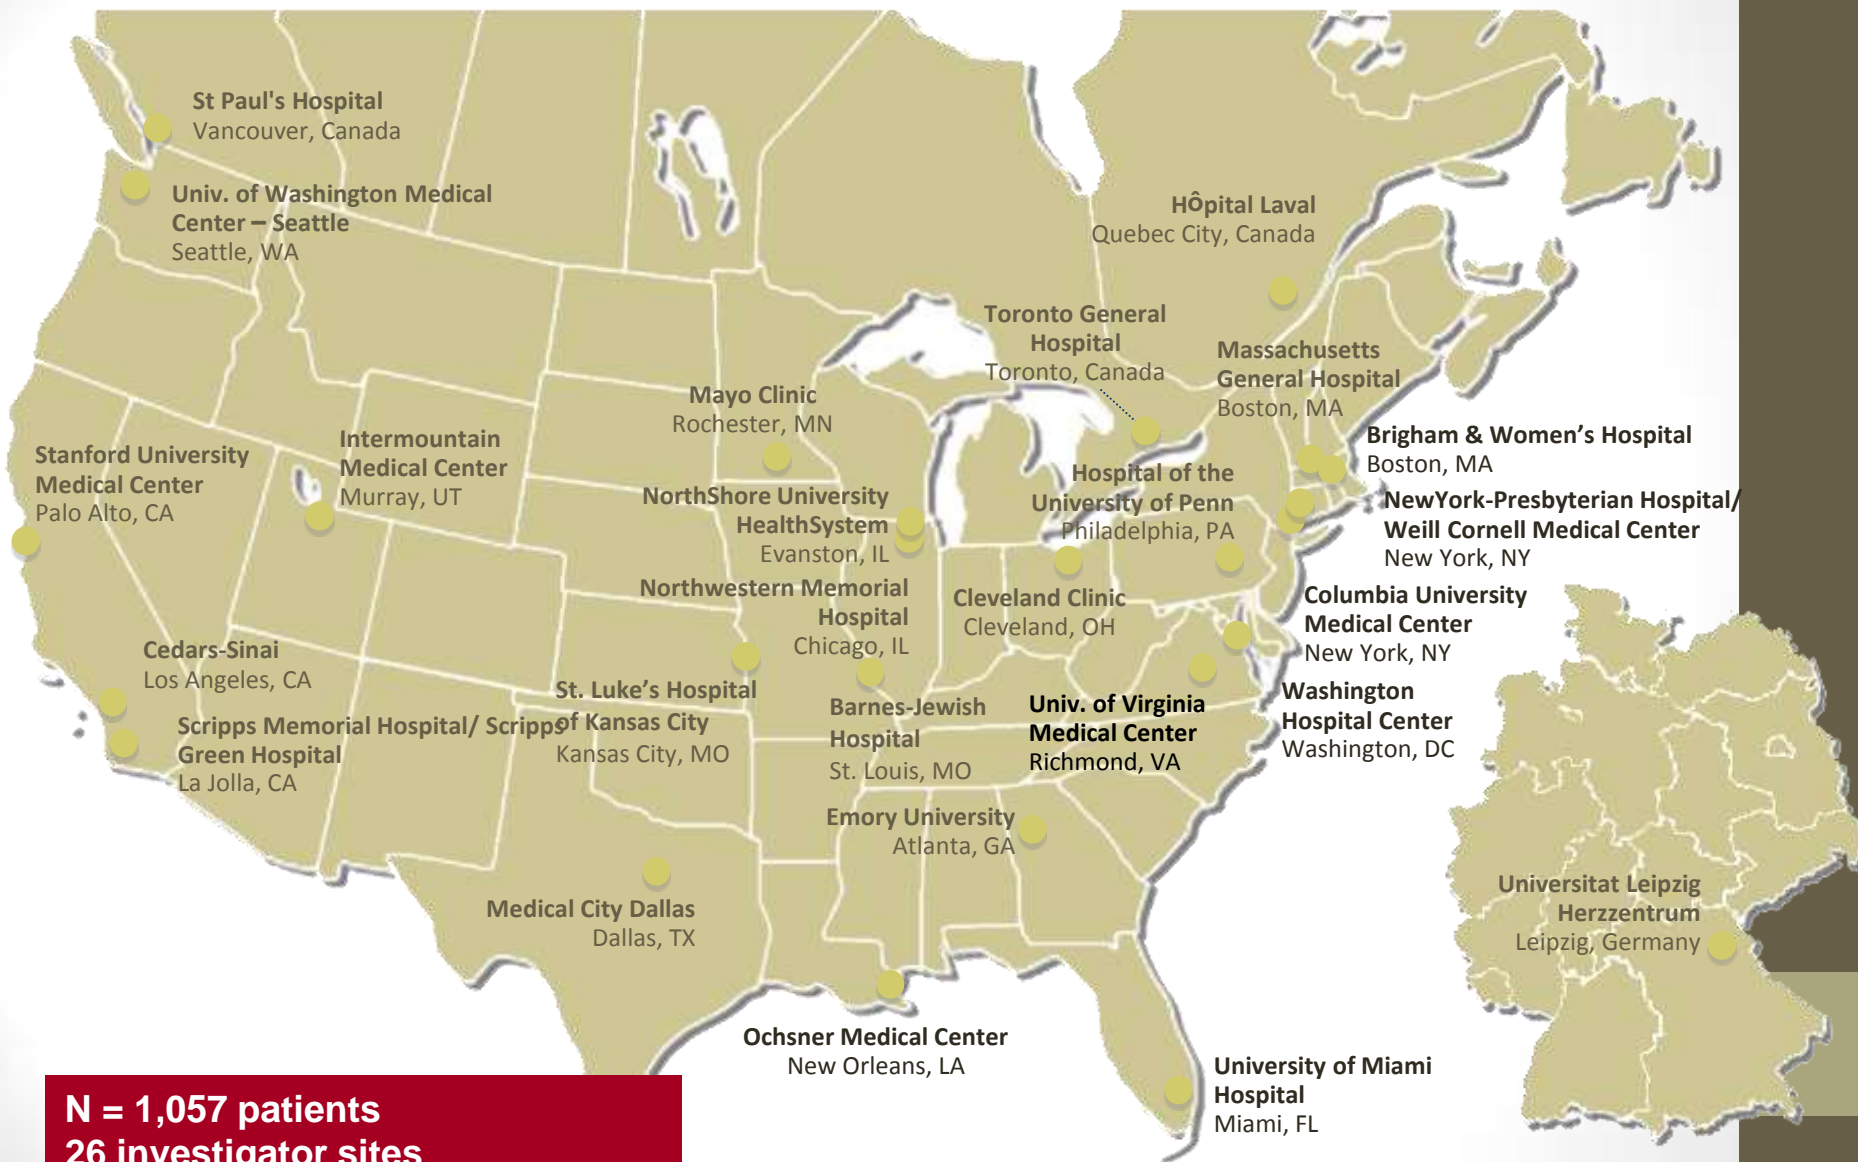 St Paul's Hospital
Vancouver, Canada
Univ. of Washington Medical
Center – Seattle
Seattle, WA
HÔpital Laval
Quebec City, Canada
Toronto General
Hospital
Toronto, Canada
Massachusetts
General Hospital
Boston, MA
Mayo Clinic
Rochester, MN
Brigham & Women's Hospital
Boston, MA
Stanford University
Medical Center
Palo Alto, CA
Intermountain
Medical Center
Murray, UT
NorthShore University
HealthSystem
Evanston, IL
Hospital of the
University of Penn
Philadelphia, PA
NewYork-Presbyterian Hospital/
Weill Cornell Medical Center
New York, NY
Northwestern Memorial
Hospital
Chicago, IL
Cleveland Clinic
Cleveland, OH
Columbia University
Medical Center
New York, NY
Cedars-Sinai
Los Angeles, CA
Scripps Memorial Hospital/ Scripps
Green Hospital
La Jolla, CA
St. Luke's Hospital
of Kansas City
Kansas City, MO
Barnes-Jewish
Hospital
St. Louis, MO
Univ. of Virginia
Medical Center
Richmond, VA
Washington
Hospital Center
Washington, DC
Emory University
Atlanta, GA
Medical City Dallas
Dallas, TX
Universitat Leipzig
Herzzentrum
Leipzig, Germany
Ochsner Medical Center
New Orleans, LA
University of Miami
Hospital
Miami, FL
N = 1,057 patients
26 investigator sites